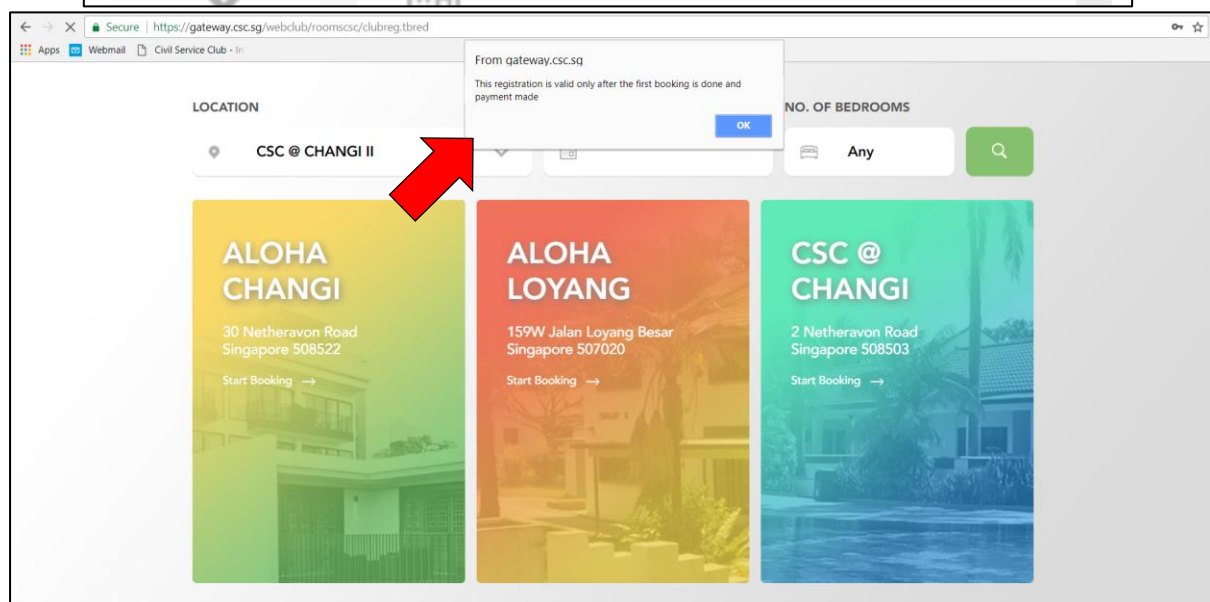 Secure | https://gateway.csc.sg/webclub/roomscsc/clubreg.tbred
Apps Webmail Civil Service Club - In
From gateway.csc.sg
This registration is valid only after the first booking is done and
payment made
OK
LOCATION
NO. OF BEDROOMS
CSC @ CHANGI II
Any
ALOHA
CHANGI
30 Netheravon Road
Singapore 508522
Start Booking →
ALOHA
LOYANG
159W Jalan Loyang Besar
Singapore 507020
Start Booking →
CSC @
CHANGI
2 Netheravon Road
Singapore 508503
Start Booking →